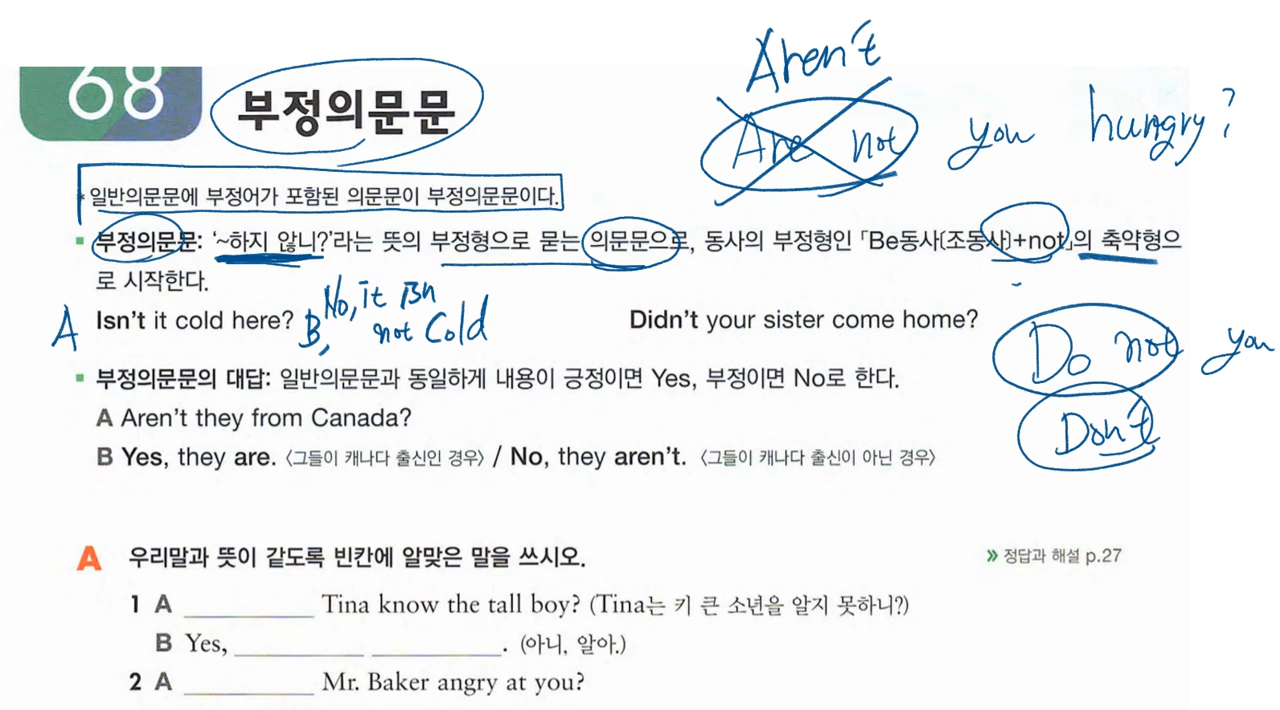 Aren't
68 부정의문문
Are not you hungry?
* 일반의문문에 부정어가 포함된 의문문이 부정의문문이다.
부정의문문: '~하지 않니?'라는 뜻의 부정형으로 묻는 의문문으로, 동사의 부정형인 「Be동사〔조동사〕+not」의 축약형으
로 시작한다.
No, it is
A Isn't it cold here? B, not Cold
Didn't your sister come home?
Do not you
부정의문문의 대답: 일반의문문과 동일하게 내용이 긍정이면 Yes, 부정이면 No로 한다.
A Aren't they from Canada?
Don't
B Yes, they are. 〈그들이 캐나다 출신인 경우〉 / No, they aren't. 〈그들이 캐나다 출신이 아닌 경우〉
A 우리말과 뜻이 같도록 빈칸에 알맞은 말을 쓰시오.
» 정답과 해설 p.27
1 A ________ Tina know the tall boy? (Tina는 키 큰 소년을 알지 못하니?)
B Yes, ________ ________. (아니, 알아.)
2 A ________ Mr. Baker angry at you?